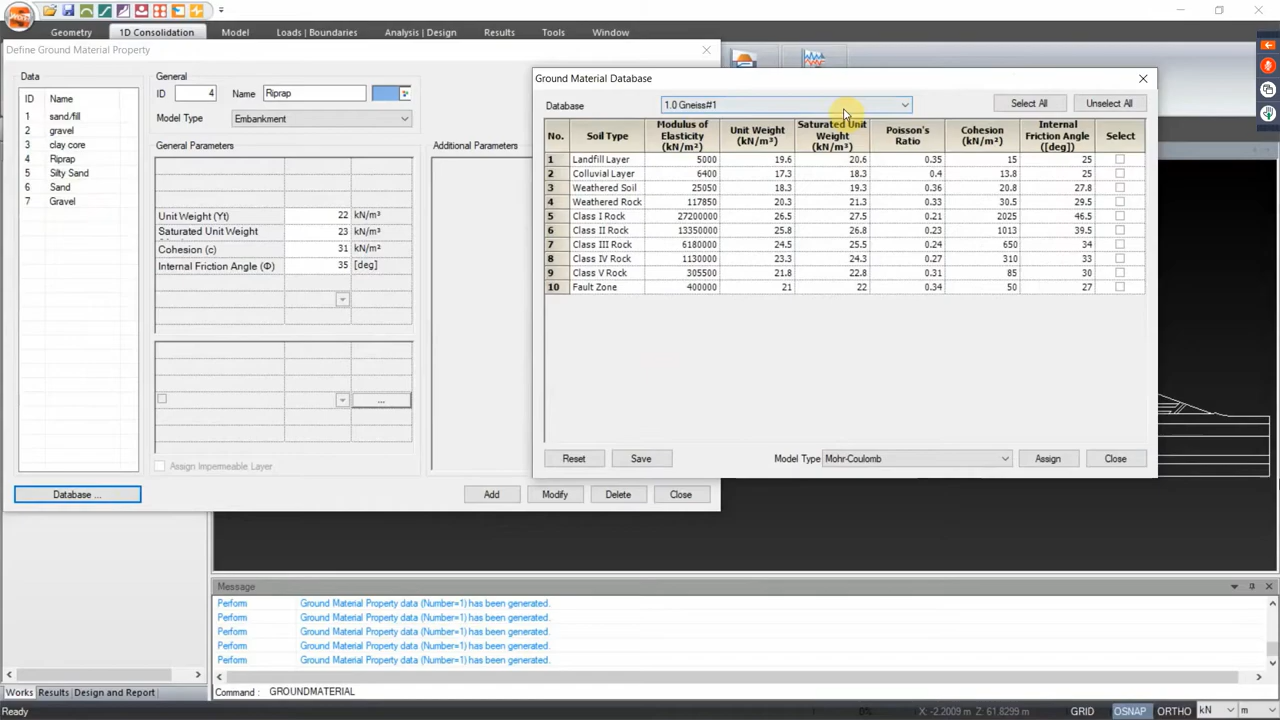 Geometry 1D Consolidation Model Loads | Boundaries Analysis | Design Results Tools Window
Define Ground Material Property
Data
ID Name
1 sand/fill
2 gravel
3 clay core
4 Riprap
5 Silty Sand
6 Sand
7 Gravel
Database ...
General
ID 4 Name Riprap
Model Type Embankment
General Parameters
Unit Weight (Yt) 22 kN/m³
Saturated Unit Weight 23 kN/m³
Cohesion (c) 31 kN/m²
Internal Friction Angle (Φ) 35 [deg]
...
Assign Impermeable Layer
Additional Parameters
Add Modify Delete Close
Ground Material Database
Database 1.0 Gneiss#1 Select All Unselect All
No. Soil Type Modulus of Elasticity (kN/m²) Unit Weight (kN/m³) Saturated Unit Weight (kN/m³) Poisson's Ratio Cohesion (kN/m²) Internal Friction Angle ([deg]) Select
1 Landfill Layer 5000 19.6 20.6 0.35 15 25
2 Colluvial Layer 6400 17.3 18.3 0.4 13.8 25
3 Weathered Soil 25050 18.3 19.3 0.36 20.8 27.8
4 Weathered Rock 117850 20.3 21.3 0.33 30.5 29.5
5 Class I Rock 27200000 26.5 27.5 0.21 2025 46.5
6 Class II Rock 13350000 25.8 26.8 0.23 1013 39.5
7 Class III Rock 6180000 24.5 25.5 0.24 650 34
8 Class IV Rock 1130000 23.3 24.3 0.27 310 33
9 Class V Rock 305500 21.8 22.8 0.31 85 30
10 Fault Zone 400000 21 22 0.34 50 27
Reset Save Model Type Mohr-Coulomb Assign Close
Message
Perform Ground Material Property data (Number=1) has been generated.
Perform Ground Material Property data (Number=1) has been generated.
Perform Ground Material Property data (Number=1) has been generated.
Perform Ground Material Property data (Number=1) has been generated.
Perform Ground Material Property data (Number=1) has been generated.
Works Results Design and Report Command : GROUNDMATERIAL
0% X: -2.2009 m Z: 61.8299 m GRID OSNAP ORTHO kN m